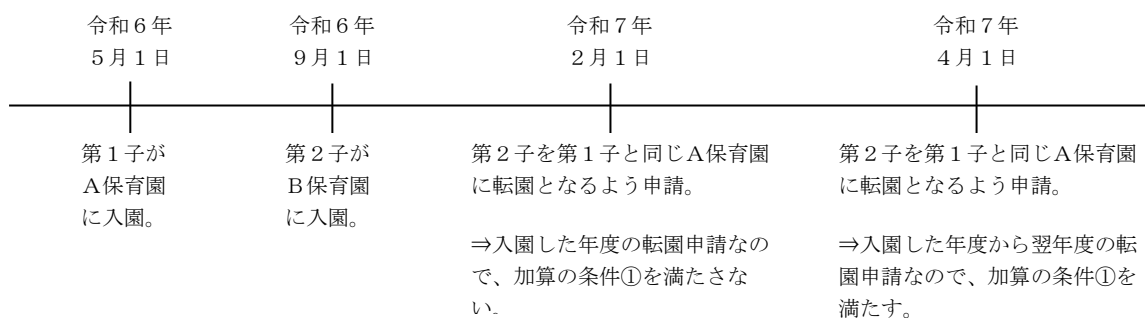 令和６年
５月１日
令和６年
９月１日
令和７年
２月１日
令和７年
４月１日
第１子が
Ａ保育園
に入園。
第２子が
Ｂ保育園
に入園。
第２子を第１子と同じＡ保育園
に転園となるよう申請。
⇒入園した年度の転園申請なの
で、加算の条件①を満たさな
い。
第２子を第１子と同じＡ保育園
に転園となるよう申請。
⇒入園した年度から翌年度の転
園申請なので、加算の条件①を
満たす。